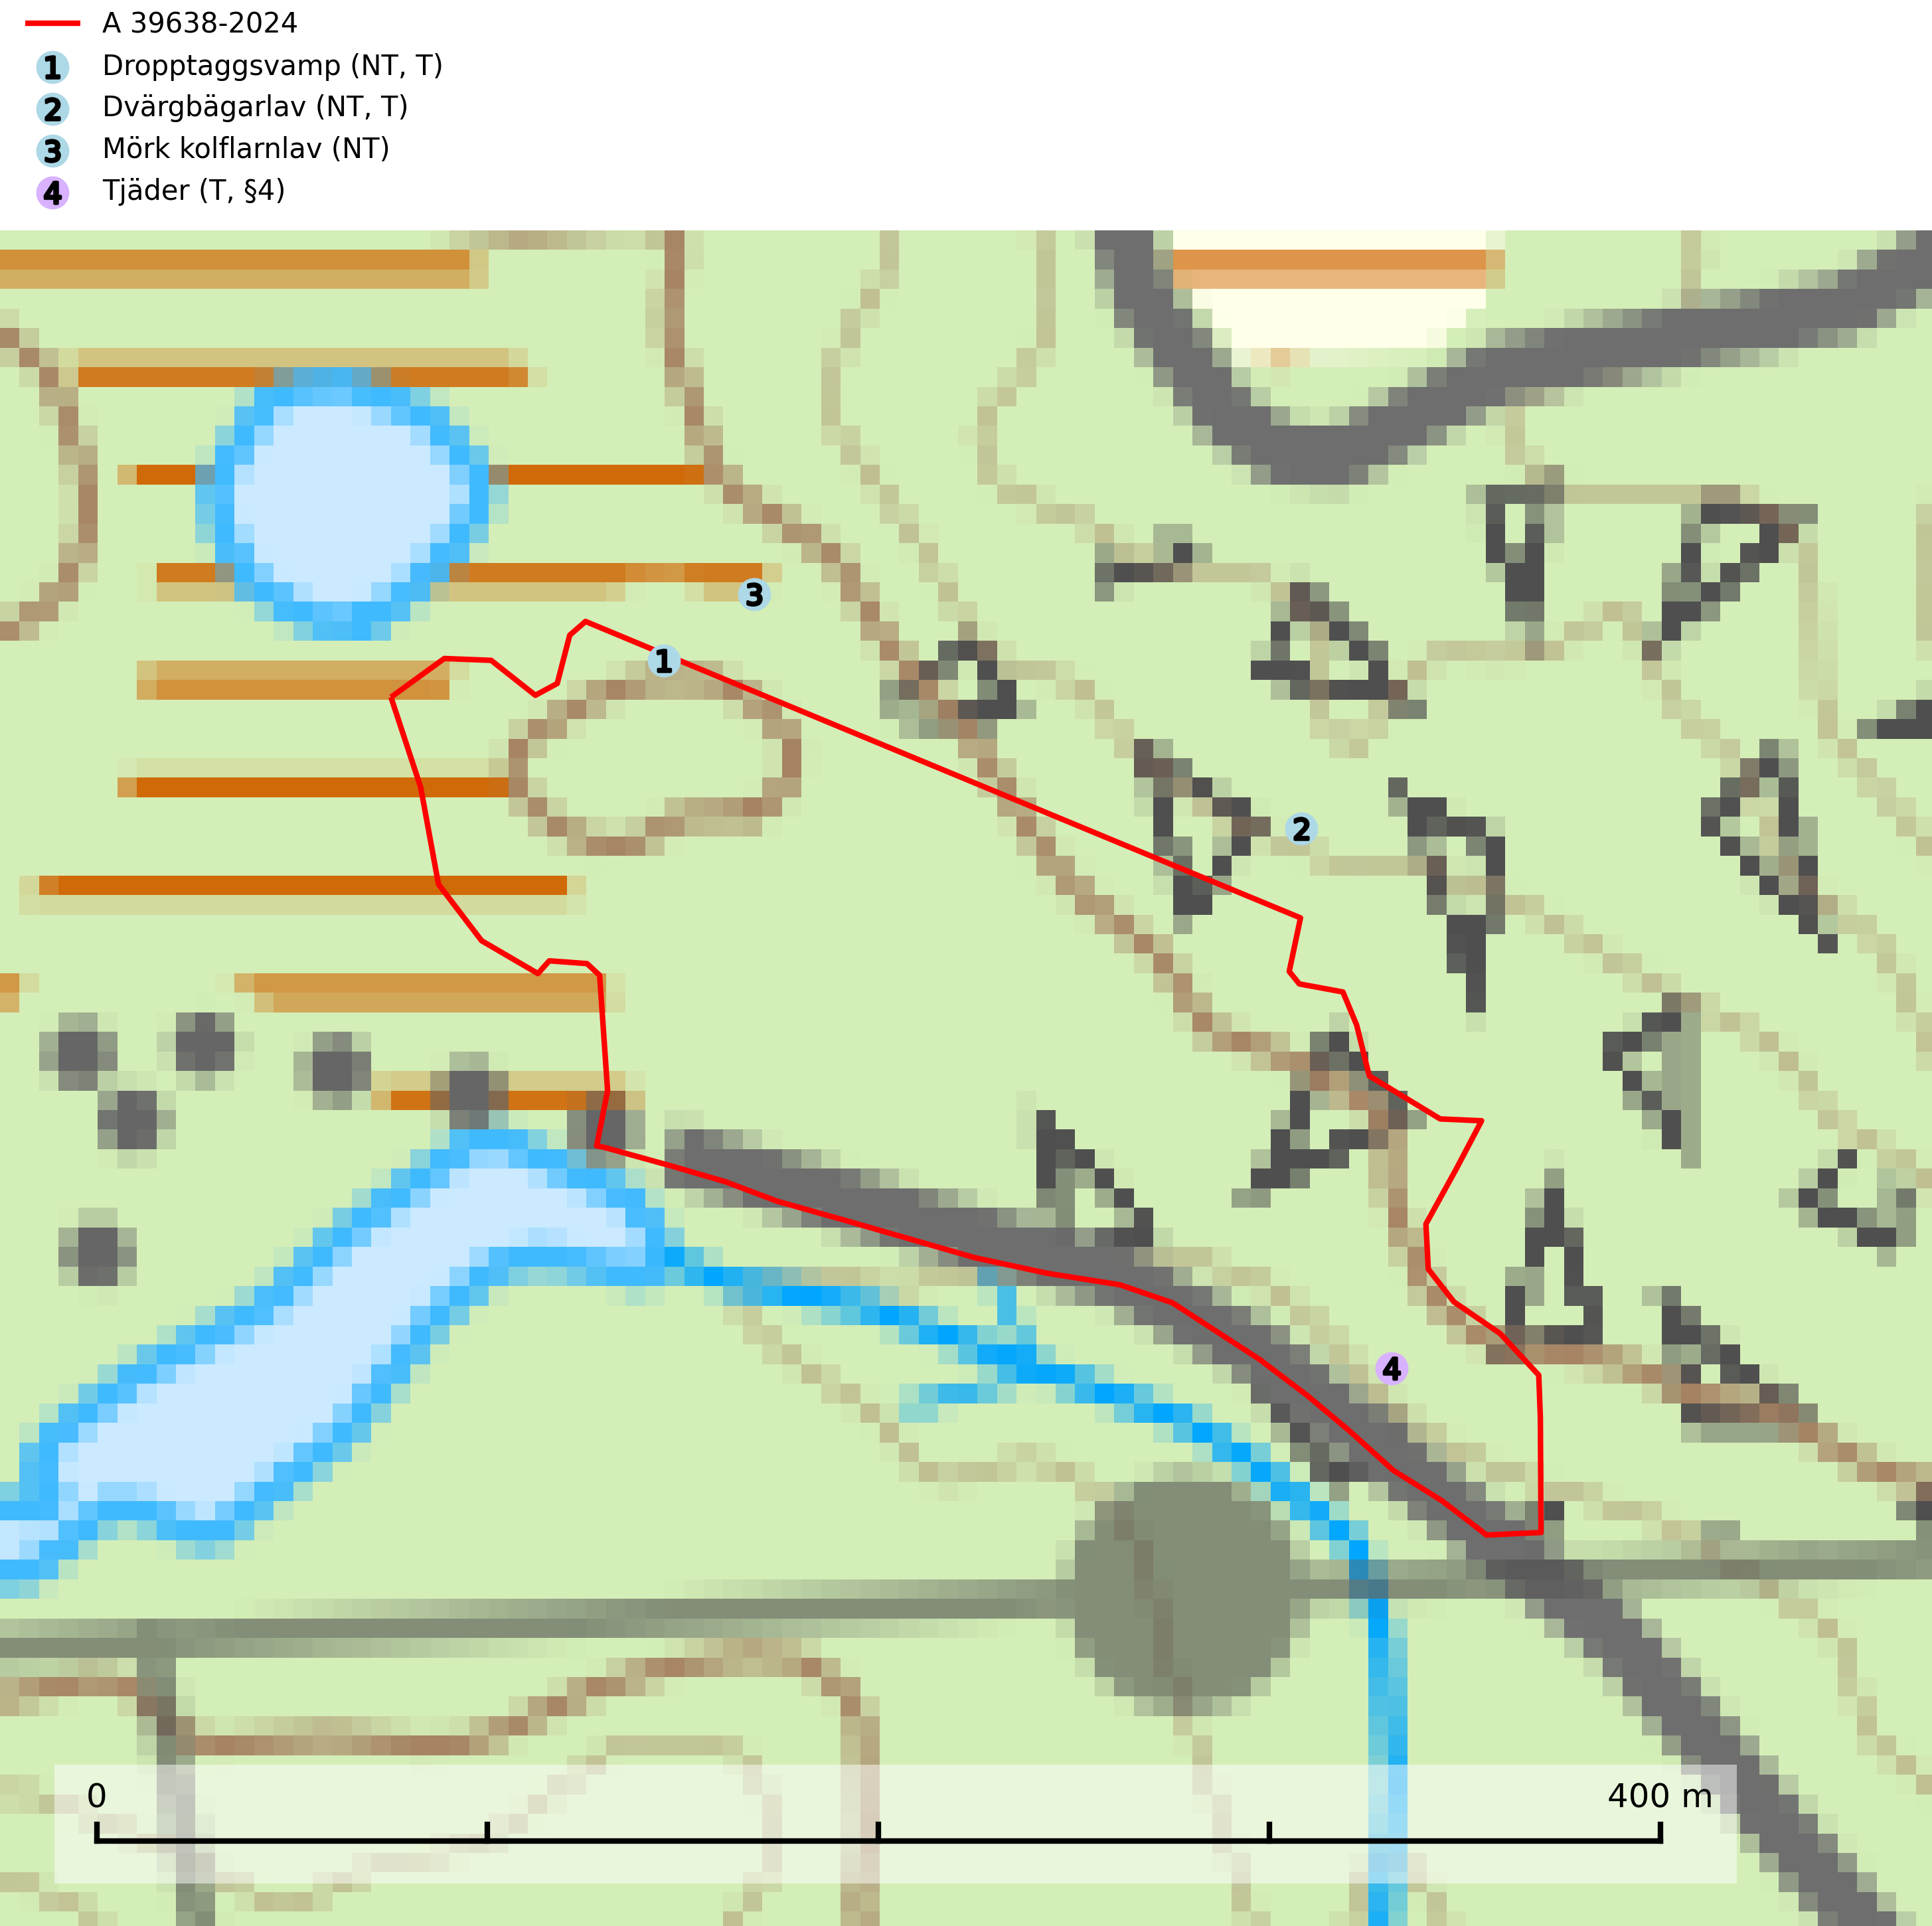 A 39638-2024
1 Dropptaggsvamp (NT, T)
2 Dvärgbägarlav (NT, T)
3 Mörk kolflarnlav (NT)
4 Tjäder (T, §4)
3
1
2
4
0 400 m